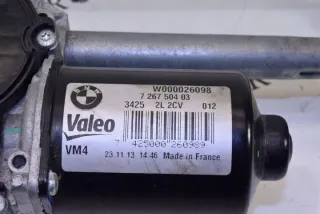 W000026098
7 267 504 03
3425 2L 2CV 012
Valeo
7 425000 260989
VM4
23.11.13 14:46 Made in France